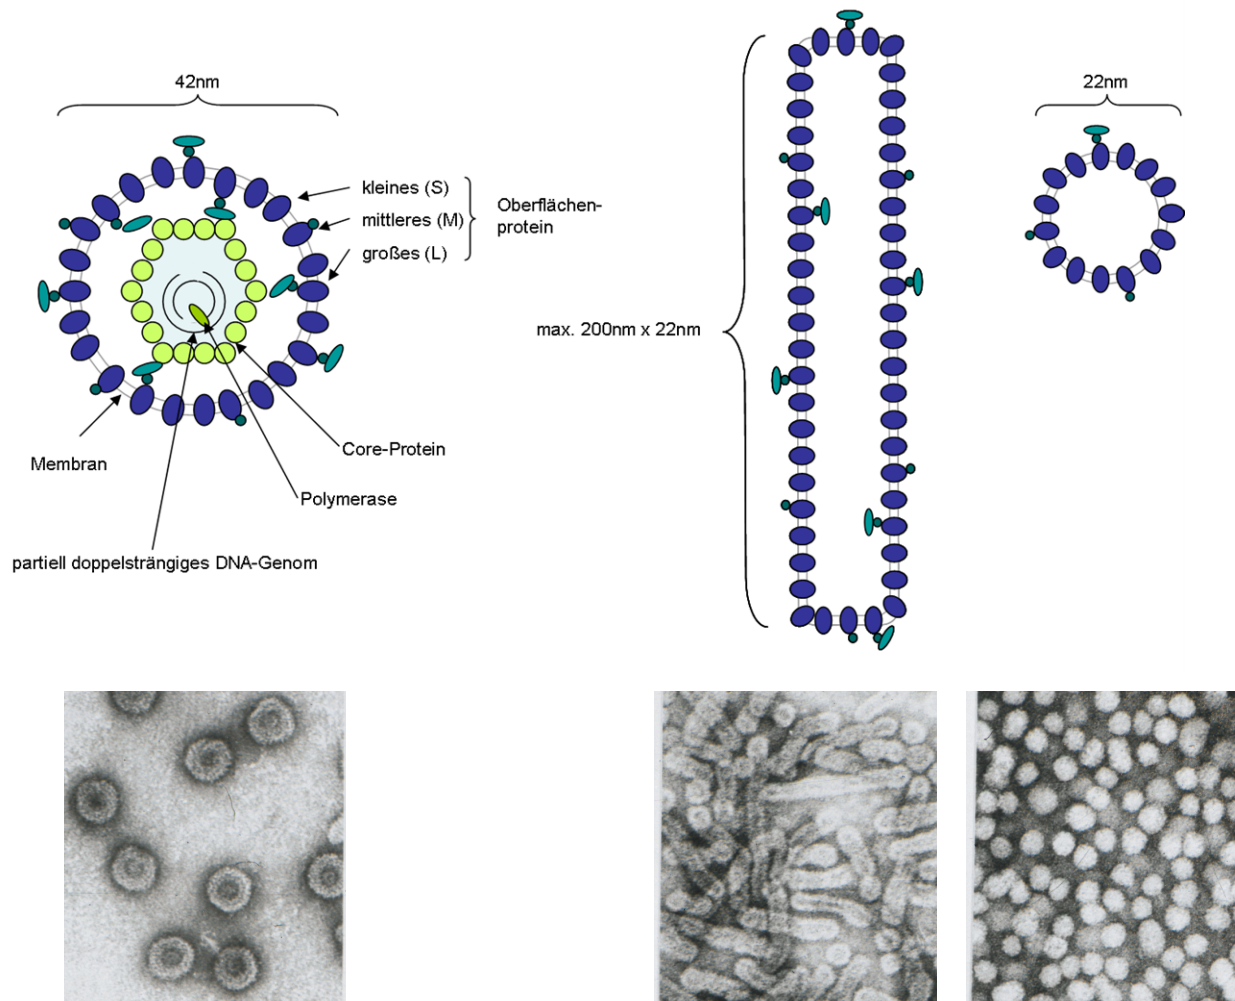 42nm
22nm
kleines (S)
mittleres (M)
großes (L)
Oberflächen-
protein
max. 200nm x 22nm
Core-Protein
Membran
Polymerase
partiell doppelsträngiges DNA-Genom